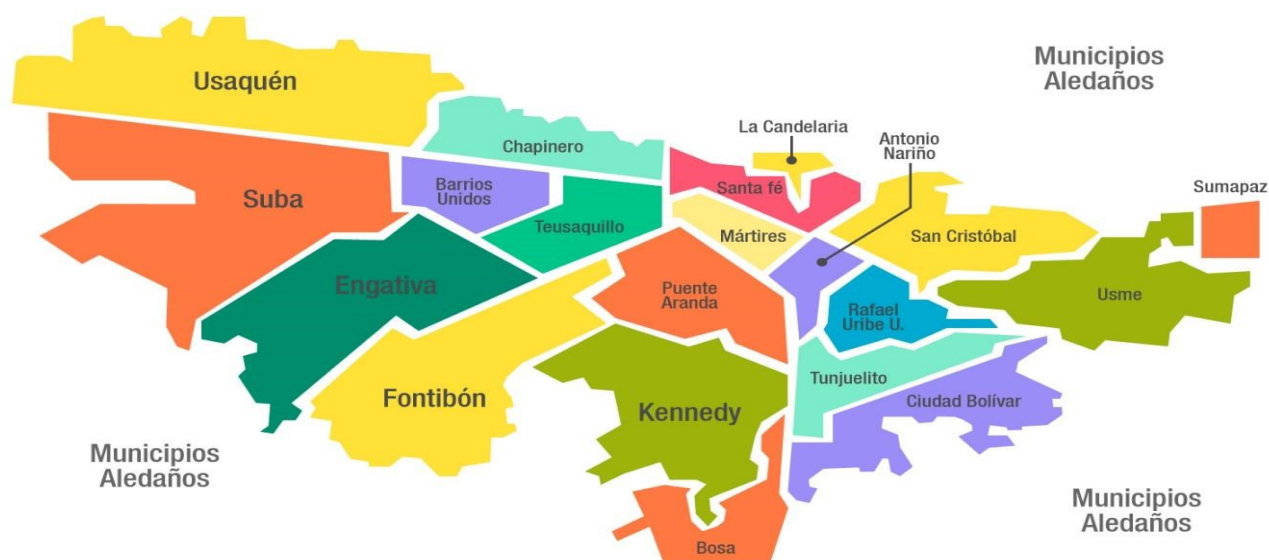 Municipios
Aledaños
Usaquén
La Candelaria
Antonio
Nariño
Chapinero
Barrios
Unidos
Santa fé
Sumapaz
Suba
Teusaquillo
Mártires
San Cristóbal
Engativa
Puente
Aranda
Rafael
Uribe U.
Usme
Tunjuelito
Fontibón
Kennedy
Ciudad Bolívar
Municipios
Aledaños
Municipios
Aledaños
Bosa